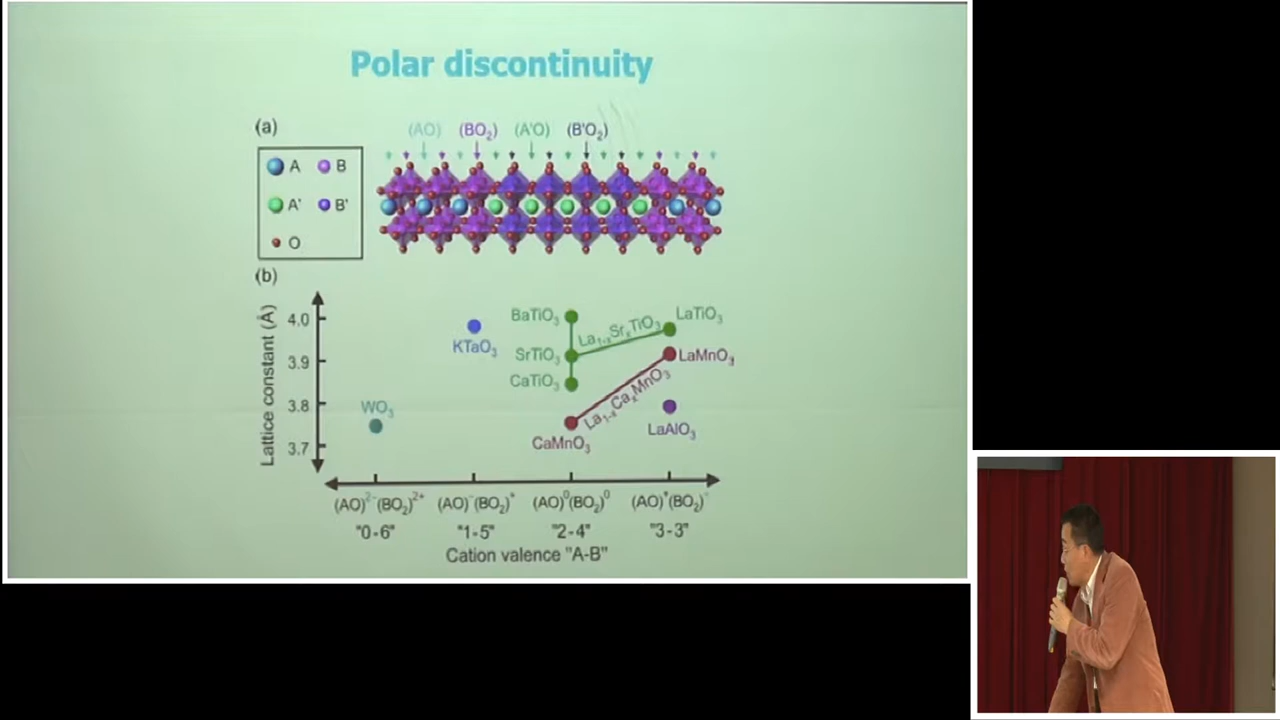 Polar discontinuity
(a)
(AO) (BO₂) (A'O) (B'O₂)
A B
A' B'
O
(b)
Lattice constant (Å)
4.0
3.9
3.8
3.7
WO₃
KTaO₃
BaTiO₃
SrTiO₃
CaTiO₃
La₁₋ₓSrₓTiO₃
LaTiO₃
LaMnO₃
La₁₋ₓCaₓMnO₃
CaMnO₃
LaAlO₃
(AO)²⁻(BO₂)²⁺ (AO)⁻(BO₂)⁺ (AO)⁰(BO₂)⁰ (AO)⁺(BO₂)⁻
"0-6" "1-5" "2-4" "3-3"
Cation valence "A-B"